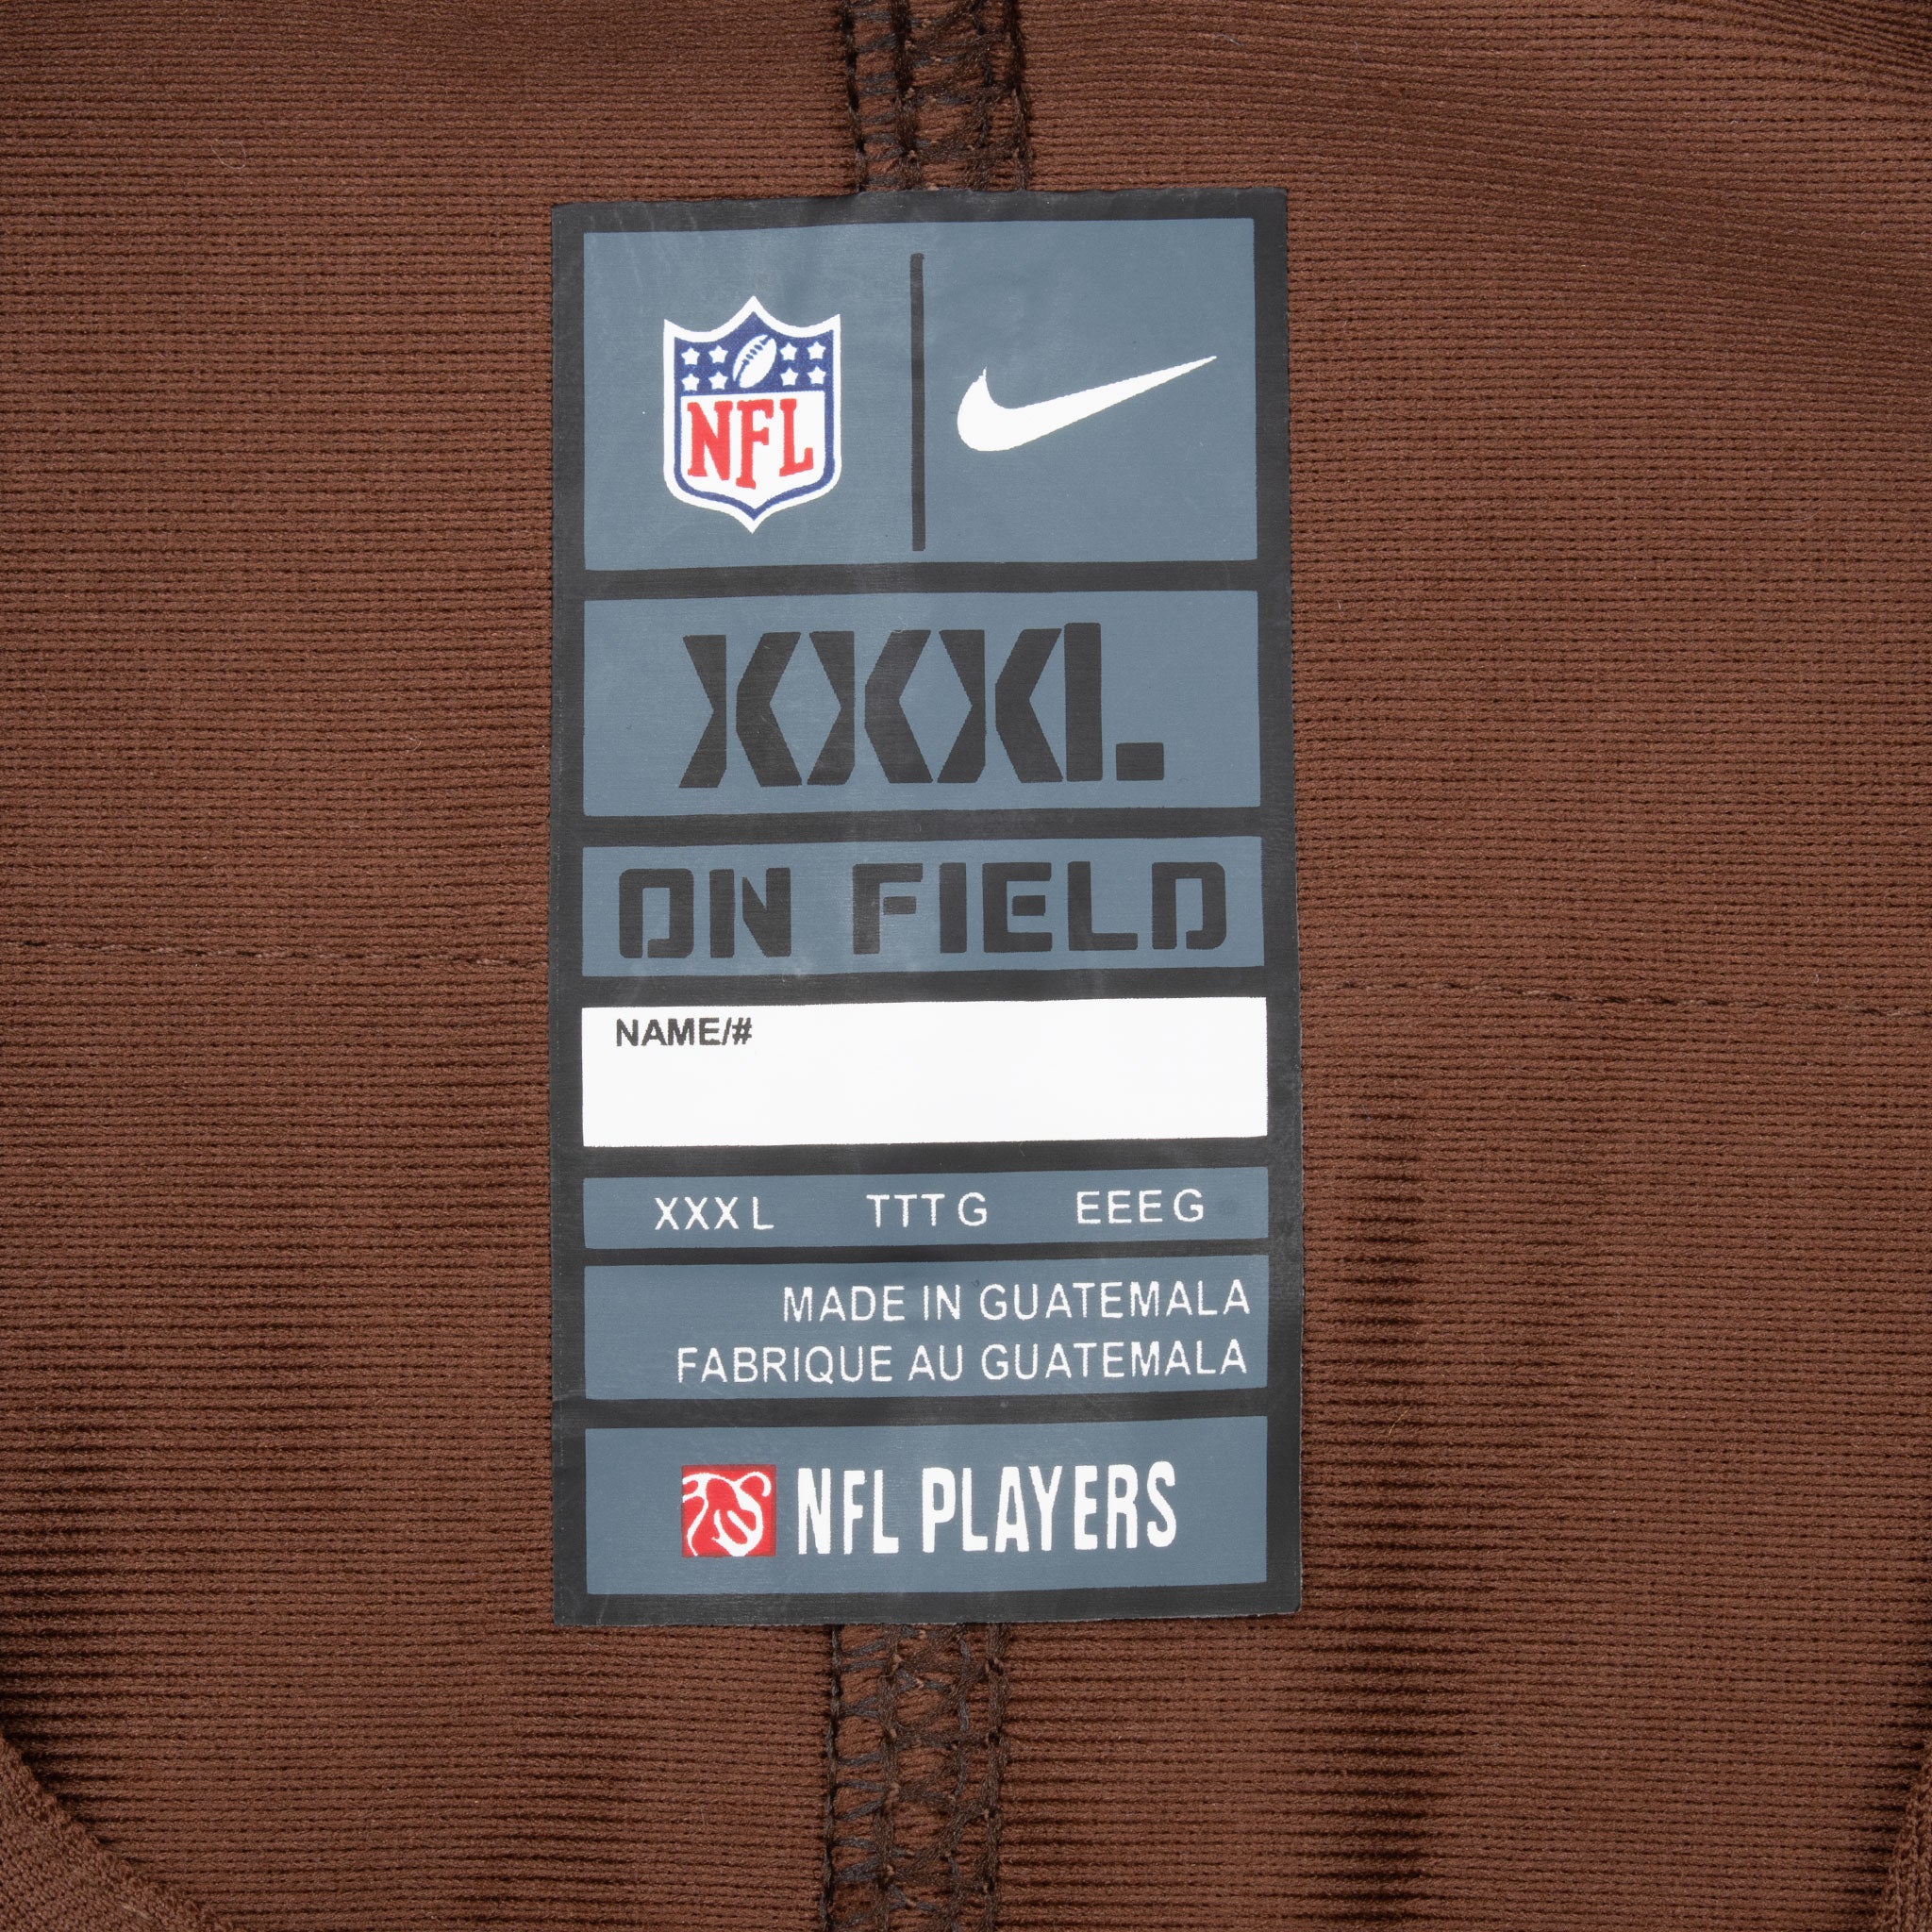 NFL
XXXL
ON FIELD
NAME/#
XXXL TTTG EEEG
MADE IN GUATEMALA
FABRIQUE AU GUATEMALA
NFL PLAYERS